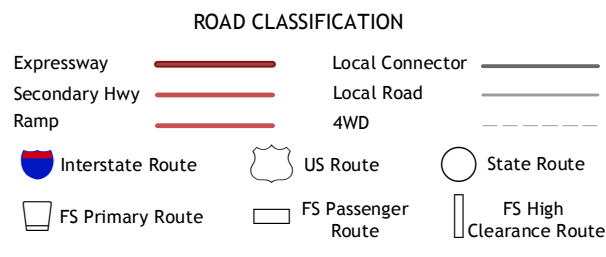 ROAD CLASSIFICATION
Expressway
Local Connector
Secondary Hwy
Local Road
Ramp
4WD
Interstate Route
US Route
State Route
FS Primary Route
FS Passenger
Route
FS High
Clearance Route